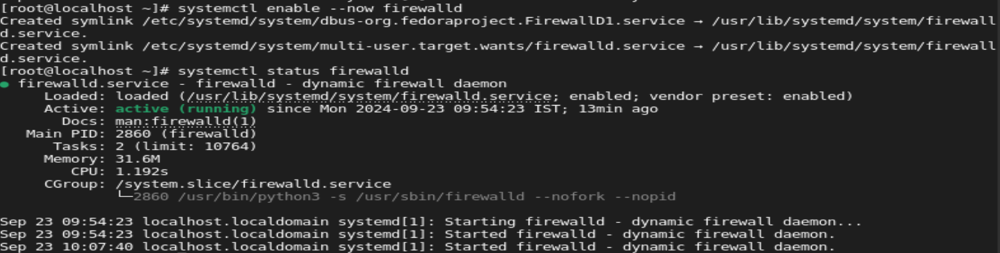 [root@localhost ~]# systemctl enable --now firewalld
Created symlink /etc/systemd/system/dbus-org.fedoraproject.FirewallD1.service → /usr/lib/systemd/system/firewall
d.service.
Created symlink /etc/systemd/system/multi-user.target.wants/firewalld.service → /usr/lib/systemd/system/firewall
d.service.
[root@localhost ~]# systemctl status firewalld
● firewalld.service - firewalld - dynamic firewall daemon
     Loaded: loaded (/usr/lib/systemd/system/firewalld.service; enabled; vendor preset: enabled)
     Active: active (running) since Mon 2024-09-23 09:54:23 IST; 13min ago
       Docs: man:firewalld(1)
   Main PID: 2860 (firewalld)
      Tasks: 2 (limit: 10764)
     Memory: 31.6M
        CPU: 1.192s
     CGroup: /system.slice/firewalld.service
             └─2860 /usr/bin/python3 -s /usr/sbin/firewalld --nofork --nopid

Sep 23 09:54:23 localhost.localdomain systemd[1]: Starting firewalld - dynamic firewall daemon...
Sep 23 09:54:23 localhost.localdomain systemd[1]: Started firewalld - dynamic firewall daemon.
Sep 23 10:07:40 localhost.localdomain systemd[1]: Started firewalld - dynamic firewall daemon.